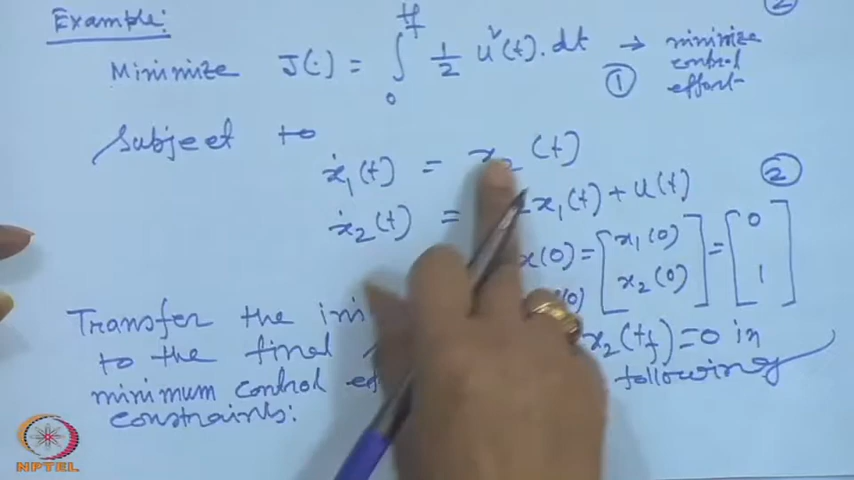 Example:
Minimize J(·) = ∫₀^tf 1/2 u²(t).dt → minimize control effort ①
Subject to
ẋ₁(t) = x₂(t)
ẋ₂(t) = 2x₁(t) + u(t) ②
x(0) = [x₁(0) x₂(0)] = [0 1]
Transfer the
to the final x₂(tf) = 0 in
minimum control following
constraints:
NPTEL